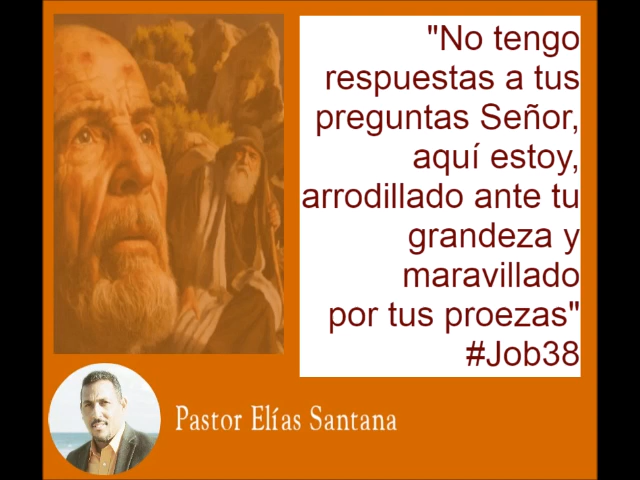 "No tengo
respuestas a tus
preguntas Señor,
aquí estoy,
arrodillado ante tu
grandeza y
maravillado
por tus proezas"
#Job38
Pastor Elías Santana